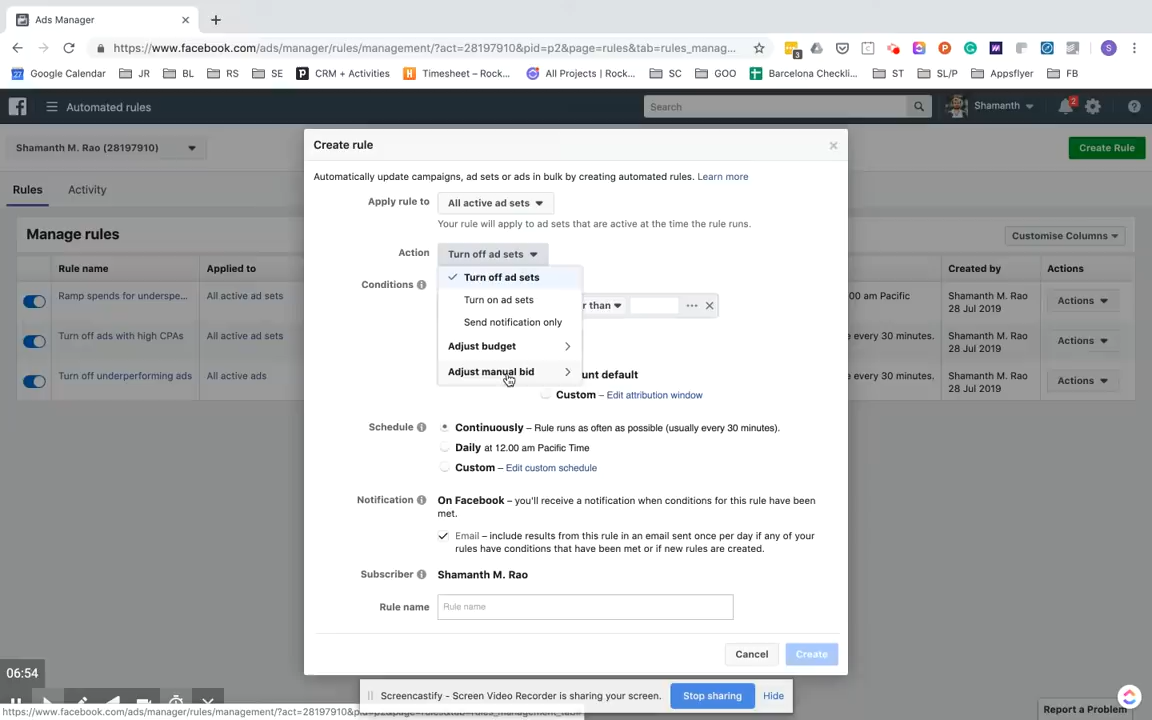 Ads Manager
https://www.facebook.com/ads/manager/rules/management/?act=28197910&pid=p2&page=rules&tab=rules_manag...
3
S
27 Google Calendar JR BL RS SE CRM + Activities Timesheet – Rock... All Projects | Rock... SC GOO Barcelona Checkli... ST SL/P Appsflyer FB
Automated rules
Search
Shamanth
2
Shamanth M. Rao (28197910)
Create Rule
Rules Activity
Manage rules
Customise Columns
Rule name Applied to Created by Actions
Ramp spends for underspe... All active ad sets 00 am Pacific Shamanth M. Rao
28 Jul 2019 Actions
Turn off ads with high CPAs All active ad sets every 30 minutes. Shamanth M. Rao
28 Jul 2019 Actions
Turn off underperforming ads All active ads every 30 minutes. Shamanth M. Rao
28 Jul 2019 Actions
Create rule
Automatically update campaigns, ad sets or ads in bulk by creating automated rules. Learn more
Apply rule to All active ad sets
Your rule will apply to ad sets that are active at the time the rule runs.
Action Turn off ad sets
Turn off ad sets
Turn on ad sets
Send notification only
Adjust budget
Adjust manual bid
Conditions
r than
unt default
Custom – Edit attribution window
Schedule Continuously – Rule runs as often as possible (usually every 30 minutes).
Daily at 12.00 am Pacific Time
Custom – Edit custom schedule
Notification On Facebook – you'll receive a notification when conditions for this rule have been
met.
Email – include results from this rule in an email sent once per day if any of your
rules have conditions that have been met or if new rules are created.
Subscriber Shamanth M. Rao
Rule name Rule name
Cancel Create
06:54
Screencastify - Screen Video Recorder is sharing your screen. Stop sharing Hide
Report a Problem